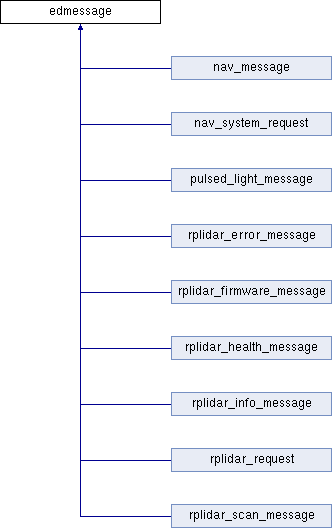 edmessage
nav_message
nav_system_request
pulsed_light_message
rplidar_error_message
rplidar_firmware_message
rplidar_health_message
rplidar_info_message
rplidar_request
rplidar_scan_message